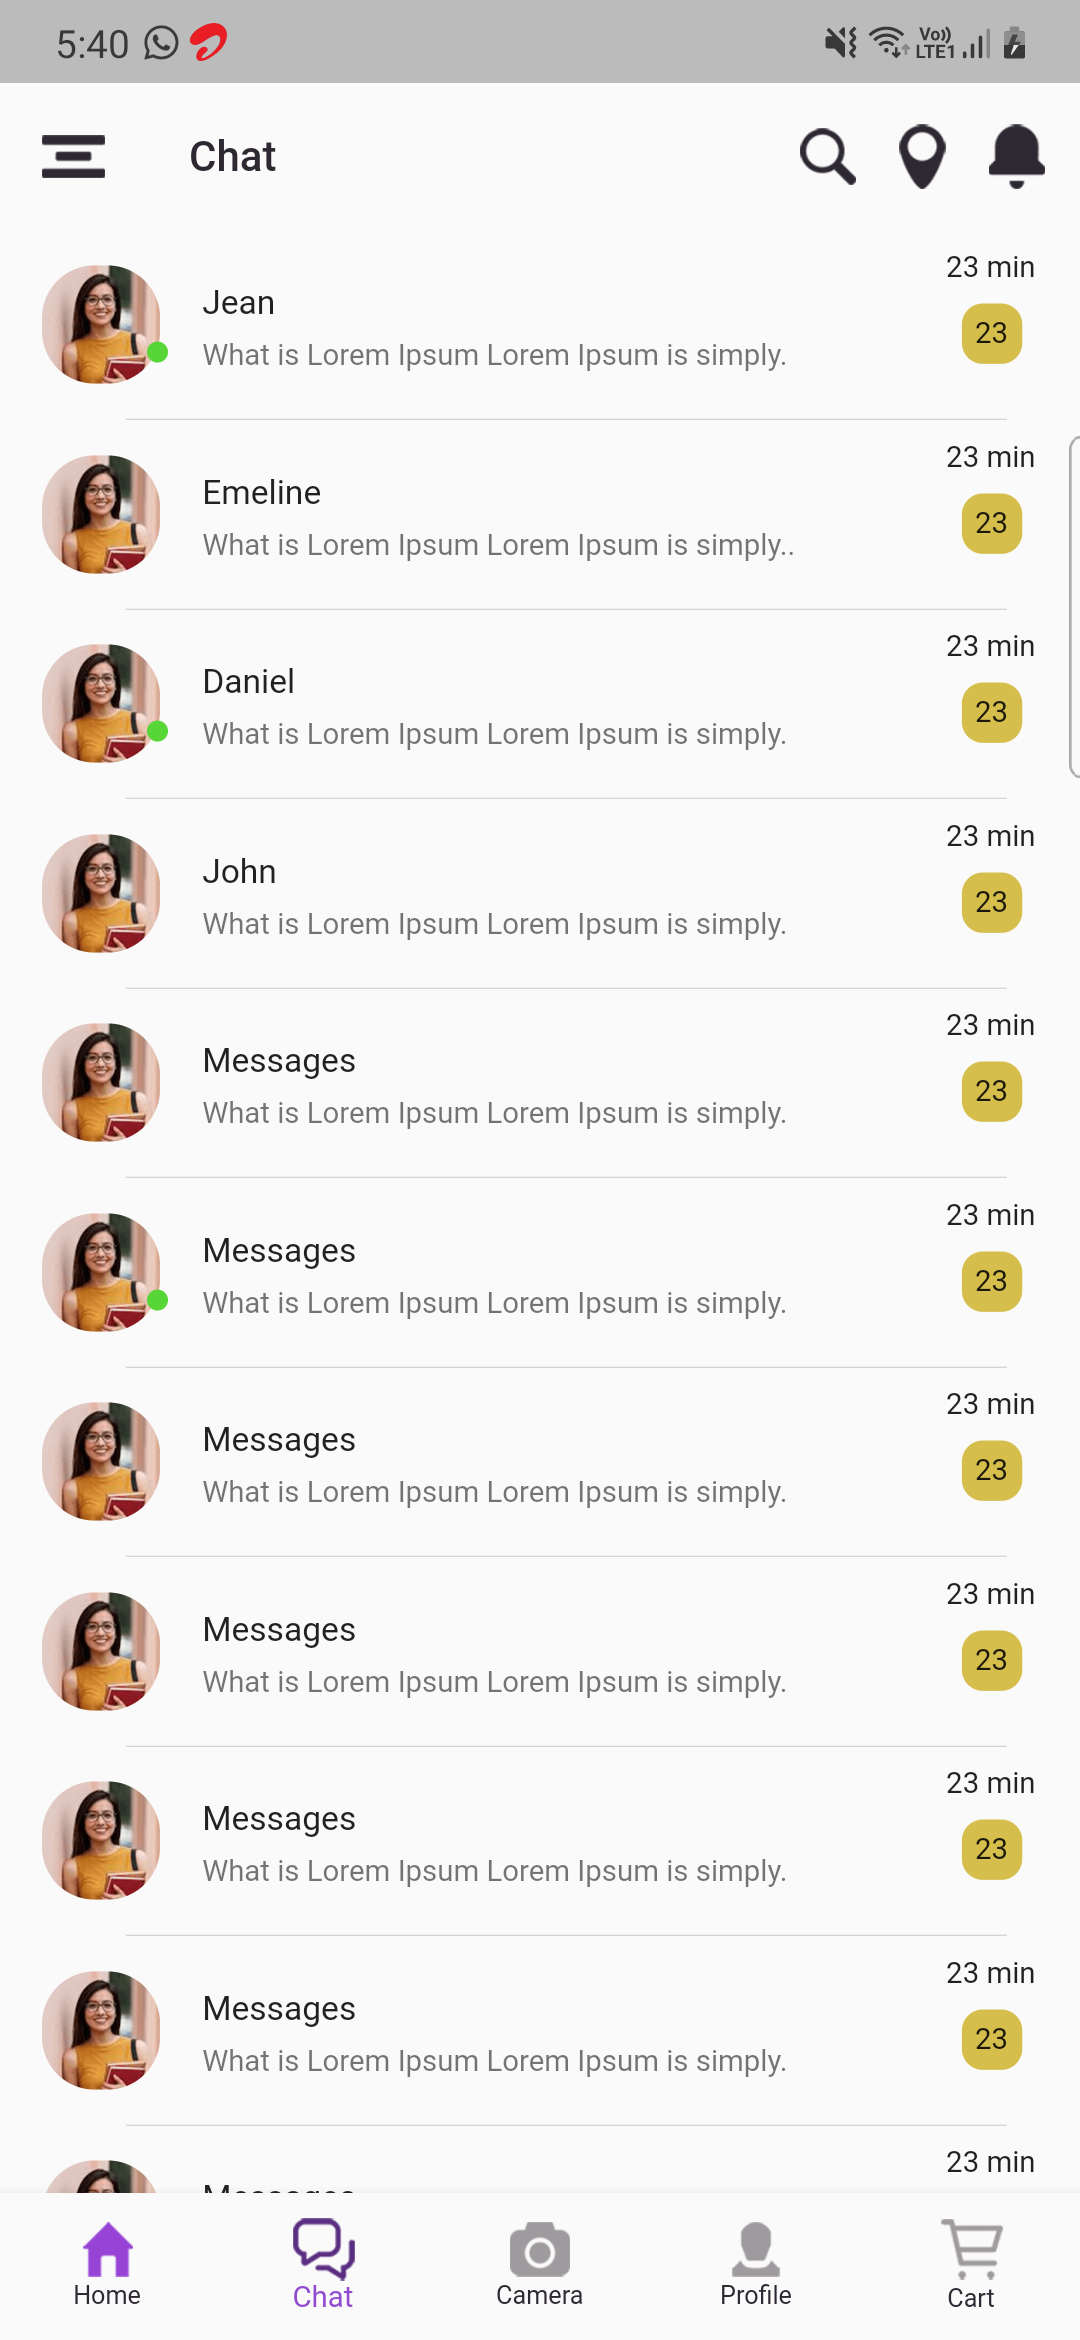 5:40
Vo))
LTE1
Chat
23 min
Jean
23
What is Lorem Ipsum Lorem Ipsum is simply.
23 min
Emeline
23
What is Lorem Ipsum Lorem Ipsum is simply..
23 min
Daniel
23
What is Lorem Ipsum Lorem Ipsum is simply.
23 min
John
23
What is Lorem Ipsum Lorem Ipsum is simply.
23 min
Messages
23
What is Lorem Ipsum Lorem Ipsum is simply.
23 min
Messages
23
What is Lorem Ipsum Lorem Ipsum is simply.
23 min
Messages
23
What is Lorem Ipsum Lorem Ipsum is simply.
23 min
Messages
23
What is Lorem Ipsum Lorem Ipsum is simply.
23 min
Messages
23
What is Lorem Ipsum Lorem Ipsum is simply.
23 min
Messages
23
What is Lorem Ipsum Lorem Ipsum is simply.
23 min
Messages
Home
Chat
Camera
Profile
Cart